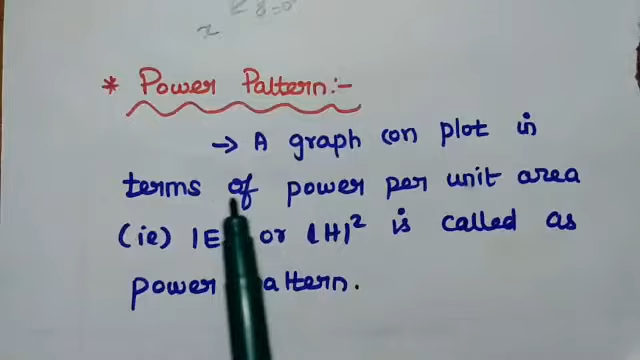 * Power Pattern:-
→ A graph (on plot in
terms of power per unit area
(ie) |E or |H|² is called as
power attern.